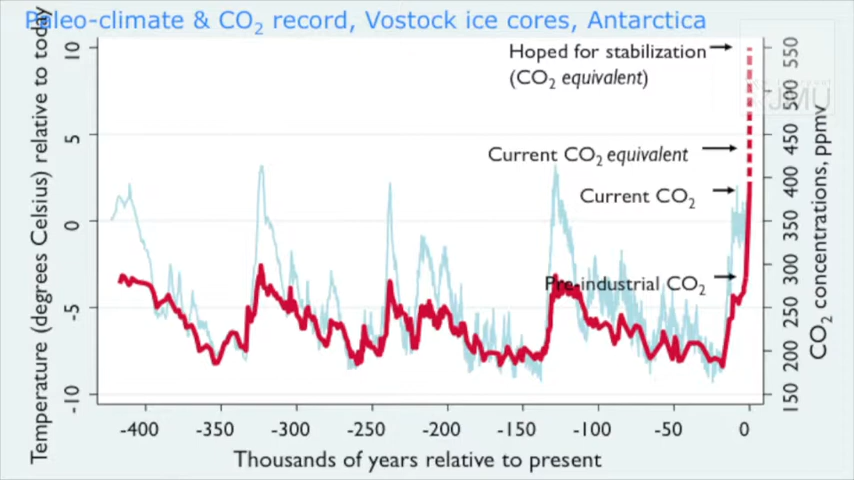 Paleo-climate & CO₂ record, Vostock ice cores, Antarctica
Temperature (degrees Celsius) relative to today
10
5
0
-5
-10
Hoped for stabilization
(CO₂ equivalent)
Current CO₂ equivalent
Current CO₂
Pre-industrial CO₂
550
500
450
400
350
300
250
200
150
CO₂ concentrations, ppmv
-400 -350 -300 -250 -200 -150 -100 -50 0
Thousands of years relative to present